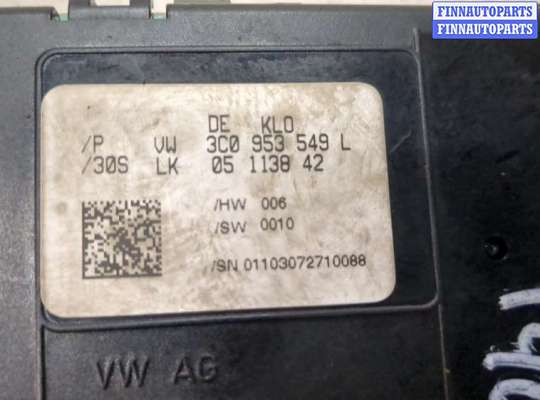 FINNAUTOPARTS
FINNAUTOPARTS
DE KLO
/P VW 3C0 953 549 L
/30S LK 05 1138 42
/HW 006
/SW 0010
/SN 01103072710088
VW AG